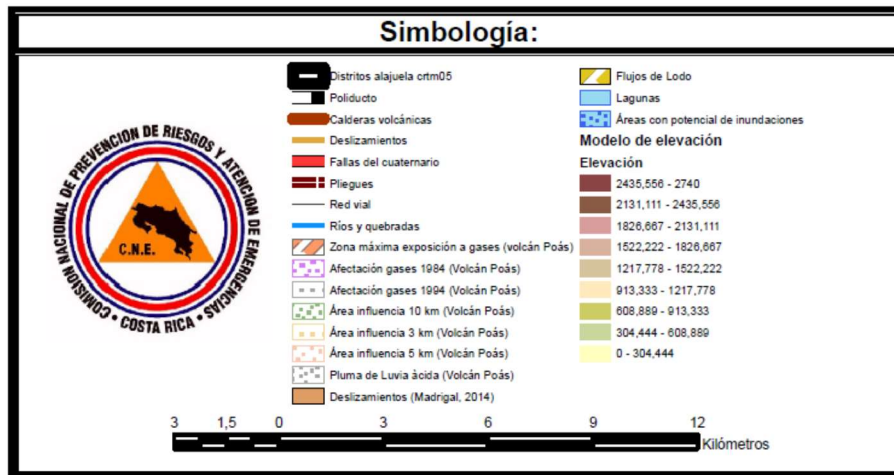 Simbología:
COMISIÓN NACIONAL DE PREVENCIÓN DE RIESGOS Y ATENCIÓN DE EMERGENCIAS
• COSTA RICA •
C.N.E.
Distritos alajuela crtm05
Poliducto
Calderas volcánicas
Deslizamientos
Fallas del cuaternario
Pliegues
Red vial
Ríos y quebradas
Zona máxima exposición a gases (volcán Poás)
Afectación gases 1984 (Volcán Poás)
Afectación gases 1994 (Volcán Poás)
Área influencia 10 km (Volcán Poás)
Área influencia 3 km (Volcán Poás)
Área influencia 5 km (Volcán Poás)
Pluma de Luvia àcida (Volcán Poás)
Deslizamientos (Madrigal, 2014)
Flujos de Lodo
Lagunas
Áreas con potencial de inundaciones
Modelo de elevación
Elevación
2435,556 - 2740
2131,111 - 2435,556
1826,667 - 2131,111
1522,222 - 1826,667
1217,778 - 1522,222
913,333 - 1217,778
608,889 - 913,333
304,444 - 608,889
0 - 304,444
3 1,5 0 3 6 9 12
Kilómetros